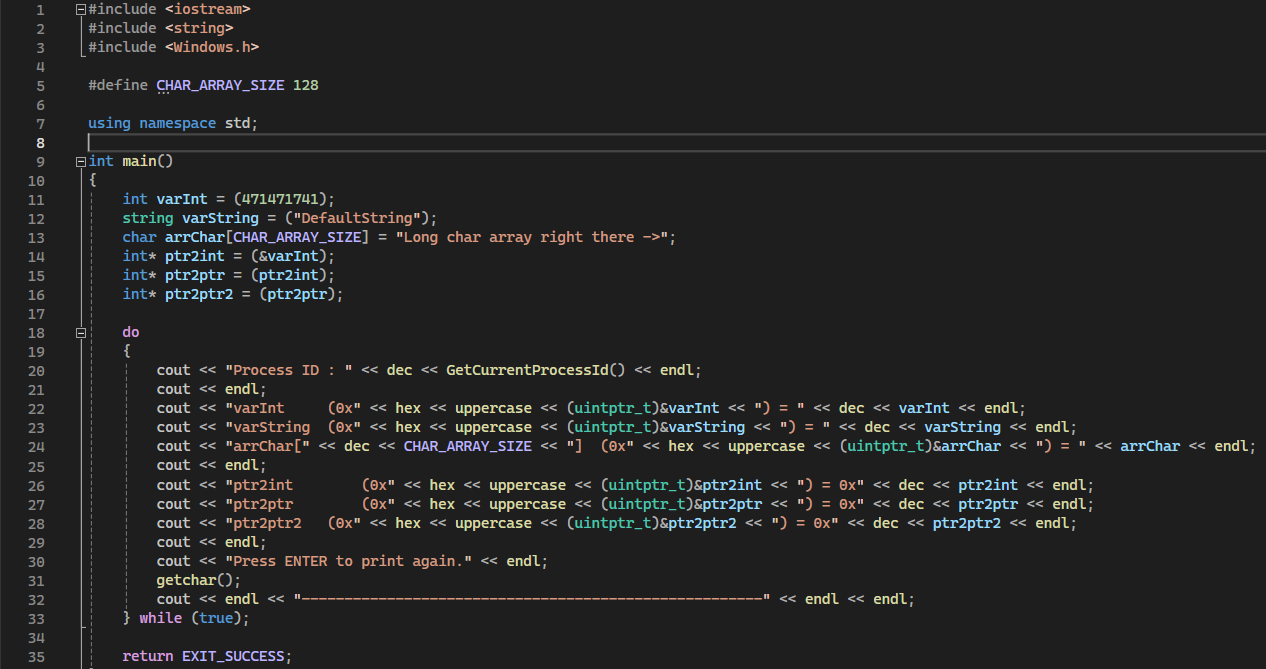 1 #include <iostream>
2 #include <string>
3 #include <Windows.h>
4
5 #define CHAR_ARRAY_SIZE 128
6
7 using namespace std;
8
9 int main()
10 {
11     int varInt = (471471741);
12     string varString = ("DefaultString");
13     char arrChar[CHAR_ARRAY_SIZE] = "Long char array right there ->";
14     int* ptr2int = (&varInt);
15     int* ptr2ptr = (ptr2int);
16     int* ptr2ptr2 = (ptr2ptr);
17
18     do
19     {
20         cout << "Process ID : " << dec << GetCurrentProcessId() << endl;
21         cout << endl;
22         cout << "varInt     (0x" << hex << uppercase << (uintptr_t)&varInt << ") = " << dec << varInt << endl;
23         cout << "varString  (0x" << hex << uppercase << (uintptr_t)&varString << ") = " << dec << varString << endl;
24         cout << "arrChar[" << dec << CHAR_ARRAY_SIZE << "]  (0x" << hex << uppercase << (uintptr_t)&arrChar << ") = " << arrChar << endl;
25         cout << endl;
26         cout << "ptr2int        (0x" << hex << uppercase << (uintptr_t)&ptr2int << ") = 0x" << dec << ptr2int << endl;
27         cout << "ptr2ptr        (0x" << hex << uppercase << (uintptr_t)&ptr2ptr << ") = 0x" << dec << ptr2ptr << endl;
28         cout << "ptr2ptr2   (0x" << hex << uppercase << (uintptr_t)&ptr2ptr2 << ") = 0x" << dec << ptr2ptr2 << endl;
29         cout << endl;
30         cout << "Press ENTER to print again." << endl;
31         getchar();
32         cout << endl << "------------------------------------------------------" << endl << endl;
33     } while (true);
34
35     return EXIT_SUCCESS;